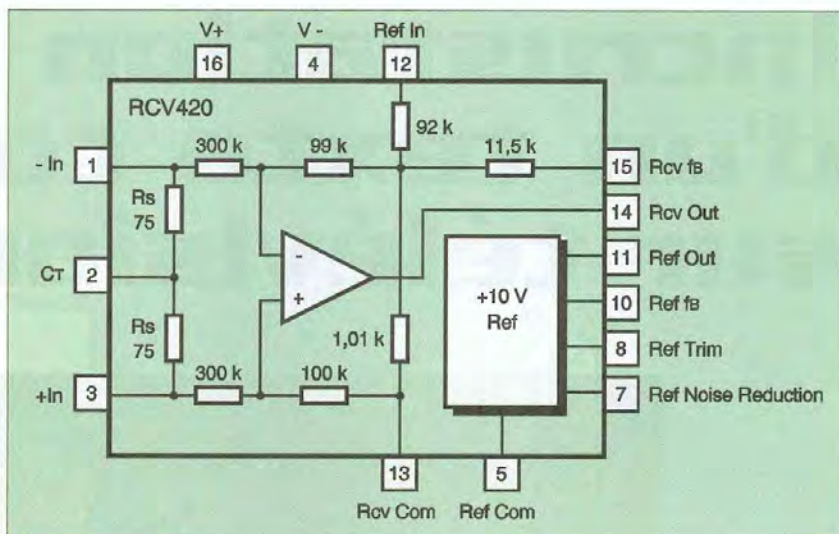 V+ V - Ref In
16 4 12
RCV420
92 k
300 k 99 k 11,5 k
- In 1
15 Rcv fB
Rs
75
14 Rcv Out
11 Ref Out
CT 2
-
+10 V
Ref
10 Ref fB
+
Rs
75
1,01 k
8 Ref Trim
+In 3
300 k 100 k
7 Ref Noise Reduction
13 5
Rcv Com Ref Com